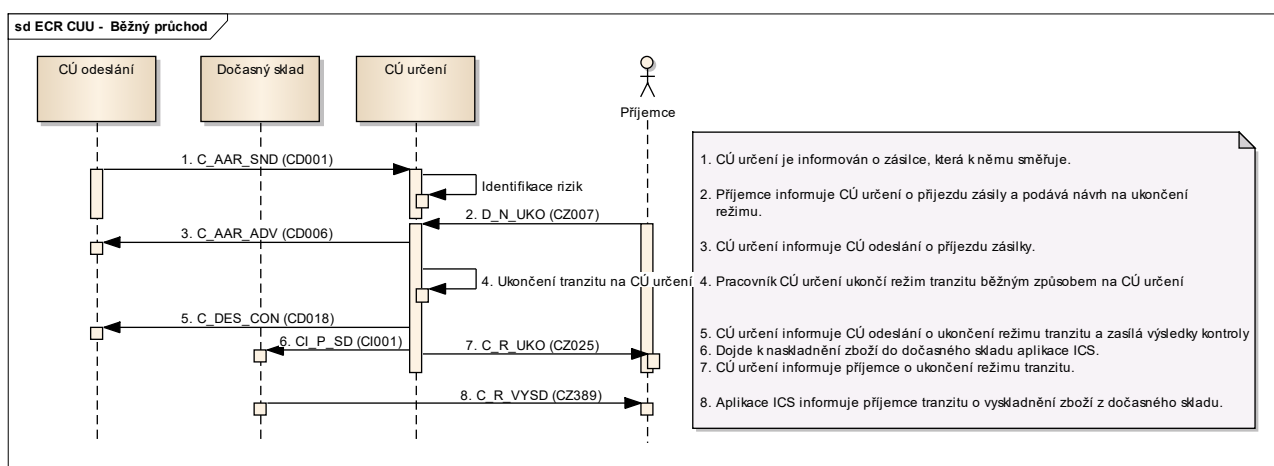 sd ECR CUU - Běžný průchod
CÚ odeslání
Dočasný sklad
CÚ určení
Příjemce
1. C_AAR_SND (CD001)
Identifikace rizik
2. D_N_UKO (CZ007)
3. C_AAR_ADV (CD006)
4. Ukončení tranzitu na CÚ určení
5. C_DES_CON (CD018)
6. CI_P_SD (CI001)
7. C_R_UKO (CZ025)
8. C_R_VYSD (CZ389)
1. CÚ určení je informován o zásilce, která k němu směřuje.
2. Příjemce informuje CÚ určení o přijezdu zásily a podává návrh na ukončení
režimu.
3. CÚ určení informuje CÚ odeslání o příjezdu zásilky.
4. Pracovník CÚ určení ukončí režim tranzitu běžným způsobem na CÚ určení
5. CÚ určení informuje CÚ odeslání o ukončení režimu tranzitu a zasílá výsledky kontroly
6. Dojde k naskladnění zboží do dočasného skladu aplikace ICS.
7. CÚ určení informuje příjemce o ukončení režimu tranzitu.
8. Aplikace ICS informuje příjemce tranzitu o vyskladnění zboží z dočasného skladu.